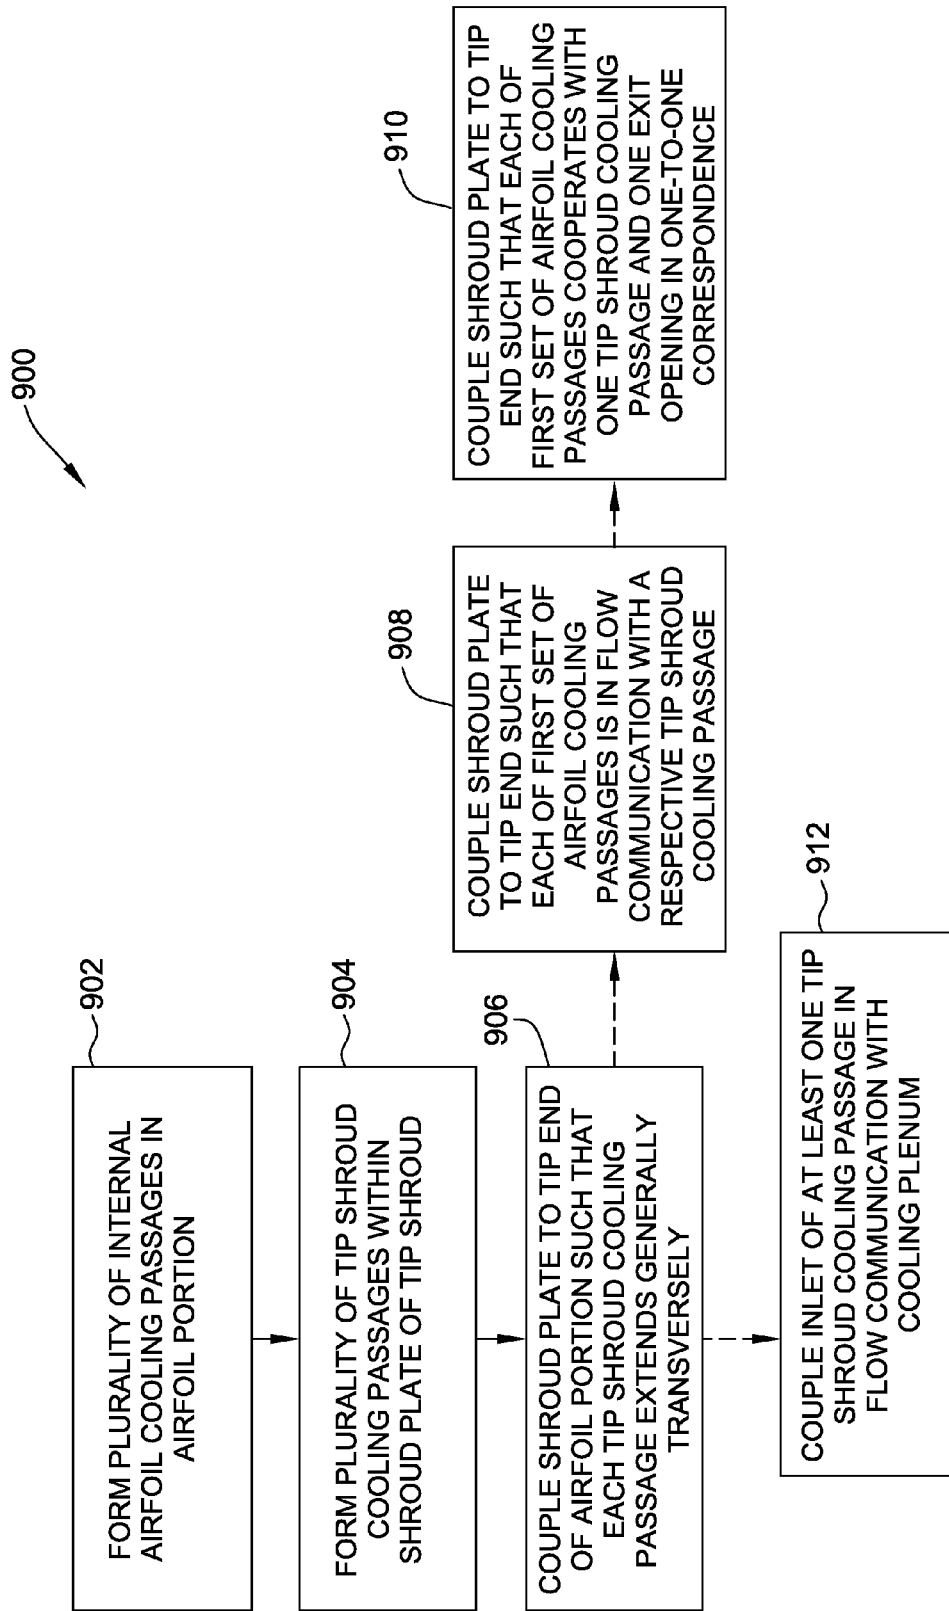 900
902
FORM PLURALITY OF INTERNAL
AIRFOIL COOLING PASSAGES IN
AIRFOIL PORTION
904
FORM PLURALITY OF TIP SHROUD
COOLING PASSAGES WITHIN
SHROUD PLATE OF TIP SHROUD
906
COUPLE SHROUD PLATE TO TIP END
OF AIRFOIL PORTION SUCH THAT
EACH TIP SHROUD COOLING
PASSAGE EXTENDS GENERALLY
TRANSVERSELY
908
COUPLE SHROUD PLATE
TO TIP END SUCH THAT
EACH OF FIRST SET OF
AIRFOIL COOLING
PASSAGES IS IN FLOW
COMMUNICATION WITH A
RESPECTIVE TIP SHROUD
COOLING PASSAGE
910
COUPLE SHROUD PLATE TO TIP
END SUCH THAT EACH OF
FIRST SET OF AIRFOIL COOLING
PASSAGES COOPERATES WITH
ONE TIP SHROUD COOLING
PASSAGE AND ONE EXIT
OPENING IN ONE-TO-ONE
CORRESPONDENCE
912
COUPLE INLET OF AT LEAST ONE TIP
SHROUD COOLING PASSAGE IN
FLOW COMMUNICATION WITH
COOLING PLENUM